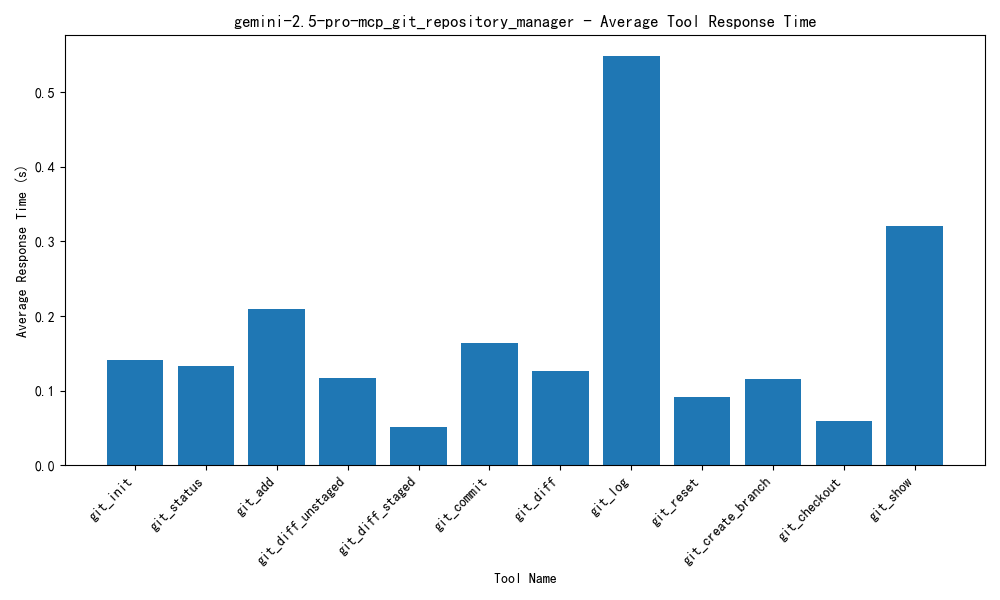 gemini-2.5-pro-mcp_git_repository_manager - Average Tool Response Time
Average Response Time (s)
0.5
0.4
0.3
0.2
0.1
0.0
git_init
git_status
git_add
git_diff_unstaged
git_diff_staged
git_commit
git_diff
git_log
git_reset
git_create_branch
git_checkout
git_show
Tool Name